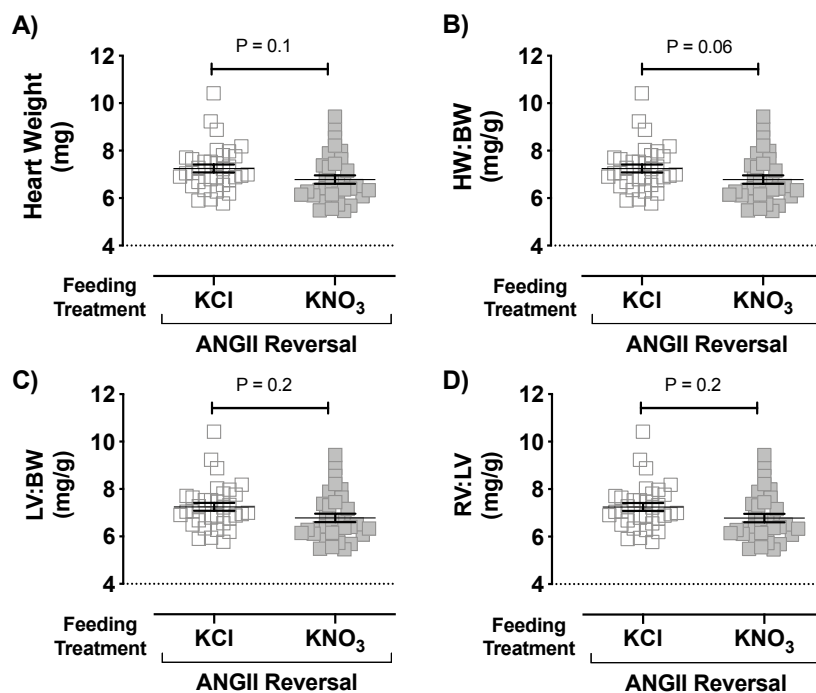 A)
P = 0.1
Heart Weight
(mg)
12
10
8
6
4
Feeding
Treatment
KCl
KNO₃
ANGII Reversal
B)
P = 0.06
HW:BW
(mg/g)
12
10
8
6
4
Feeding
Treatment
KCl
KNO₃
ANGII Reversal
C)
P = 0.2
LV:BW
(mg/g)
12
10
8
6
4
Feeding
Treatment
KCl
KNO₃
ANGII Reversal
D)
P = 0.2
RV:LV
(mg/g)
12
10
8
6
4
Feeding
Treatment
KCl
KNO₃
ANGII Reversal